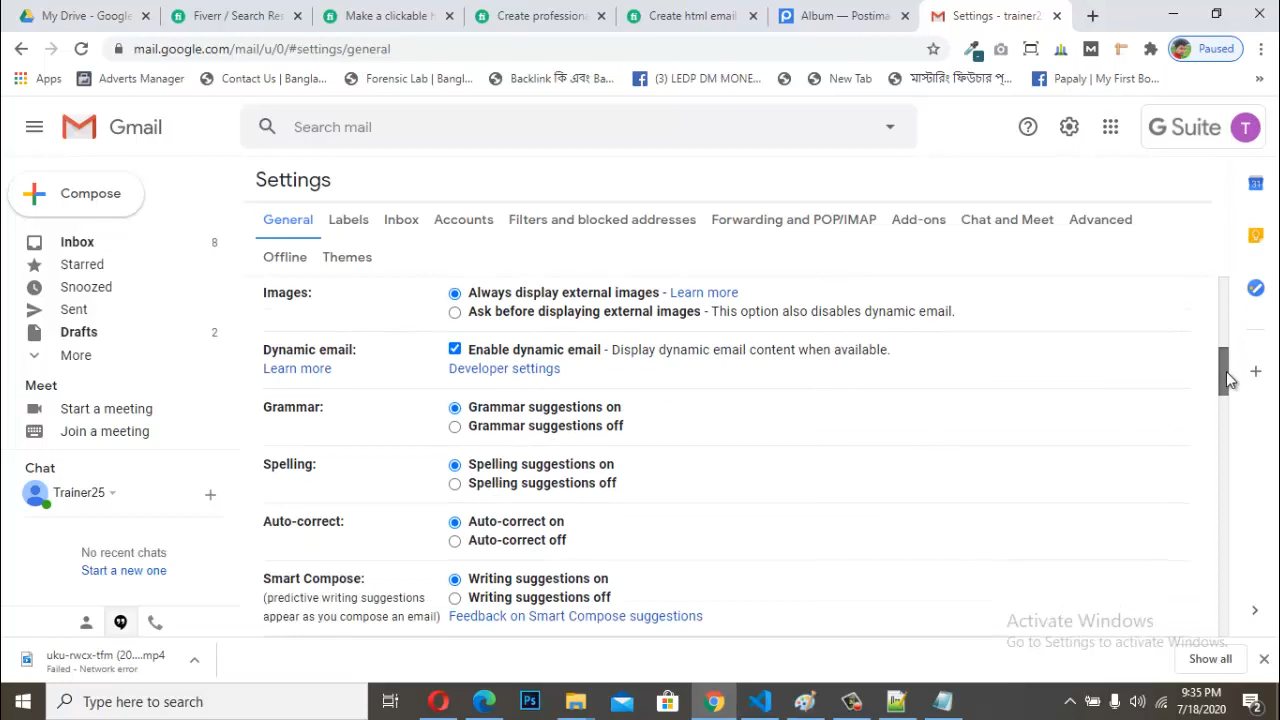 My Drive - Google
Fiverr / Search Res
Make a clickable h
Create profession
Create html email
Album — Postima
Settings - trainer2
mail.google.com/mail/u/0/#settings/general
Paused
Apps
Adverts Manager
Contact Us | Bangla...
Forensic Lab | Bangl...
Backlink কি এবং Ba...
(3) LEDP DM MONE...
New Tab
মাস্টারিং ফিউচার প্...
Papaly | My First Bo...
»
Gmail
Search mail
G Suite
T
Compose
Settings
General
Labels
Inbox
Accounts
Filters and blocked addresses
Forwarding and POP/IMAP
Add-ons
Chat and Meet
Advanced
Offline
Themes
Inbox 8
Starred
Snoozed
Sent
Drafts 2
More
Meet
Start a meeting
Join a meeting
Chat
Trainer25
No recent chats
Start a new one
Images:
Always display external images - Learn more
Ask before displaying external images - This option also disables dynamic email.
Dynamic email:
Learn more
Enable dynamic email - Display dynamic email content when available.
Developer settings
Grammar:
Grammar suggestions on
Grammar suggestions off
Spelling:
Spelling suggestions on
Spelling suggestions off
Auto-correct:
Auto-correct on
Auto-correct off
Smart Compose:
(predictive writing suggestions
appear as you compose an email)
Writing suggestions on
Writing suggestions off
Feedback on Smart Compose suggestions
31
Activate Windows
Go to Settings to activate Windows.
uku-rwcx-tfm (20....mp4
Failed - Network error
Show all
Type here to search
Ps
9:35 PM
7/18/2020
2